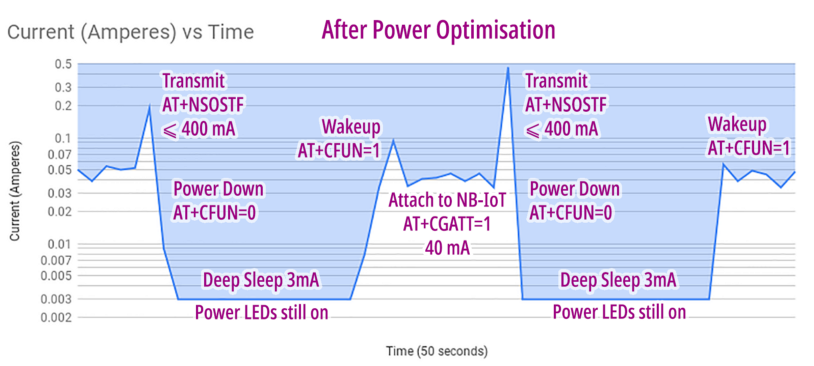 Current (Amperes) vs Time
After Power Optimisation
0.5
0.3
0.2
0.1
0.07
0.05
0.03
0.02
0.01
0.007
0.005
0.003
0.002
Current (Amperes)
Transmit
AT+NSOSTF
⩽ 400 mA
Power Down
AT+CFUN=0
Deep Sleep 3mA
Power LEDs still on
Wakeup
AT+CFUN=1
Attach to NB-IoT
AT+CGATT=1
40 mA
Transmit
AT+NSOSTF
⩽ 400 mA
Power Down
AT+CFUN=0
Deep Sleep 3mA
Power LEDs still on
Wakeup
AT+CFUN=1
Time (50 seconds)